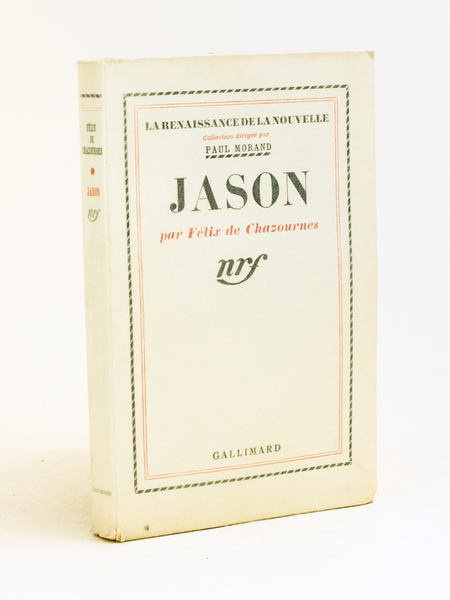 LA RENAISSANCE DE LA NOUVELLE
Collection dirigée par
PAUL MORAND
JASON
par Félix de Chazournes
nrf
GALLIMARD
FÉLIX
DE
CHAZOURNES
JASON
nrf
GALLIMARD